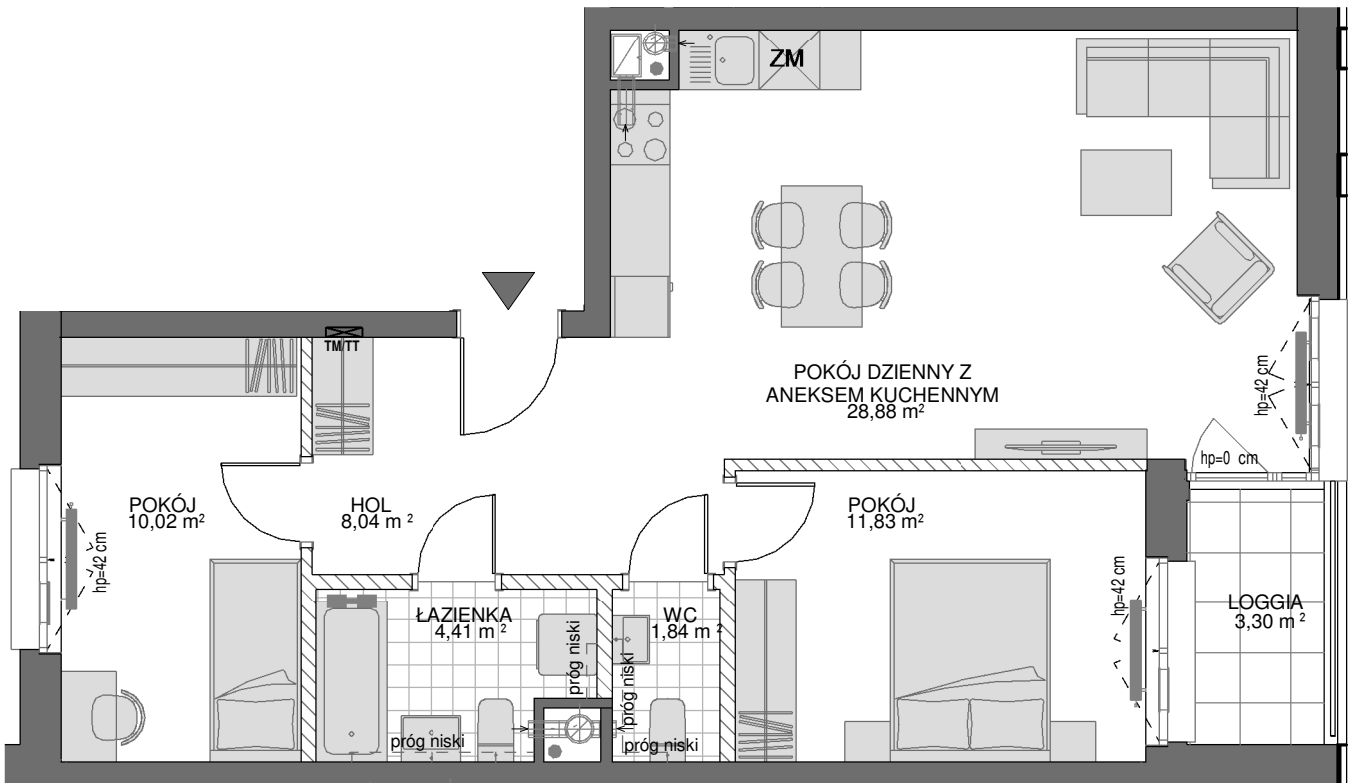 ZM
TM/TT
POKÓJ DZIENNY Z
ANEKSEM KUCHENNYM
28,88 m²
hp=42 cm
hp=0 cm
POKÓJ
10,02 m²
hp=42 cm
HOL
8,04 m ²
POKÓJ
11,83 m²
hp=42 cm
LOGGIA
3,30 m ²
ŁAZIENKA
4,41 m ²
WC
1,84 m ²
próg niski
próg niski
próg niski
próg niski